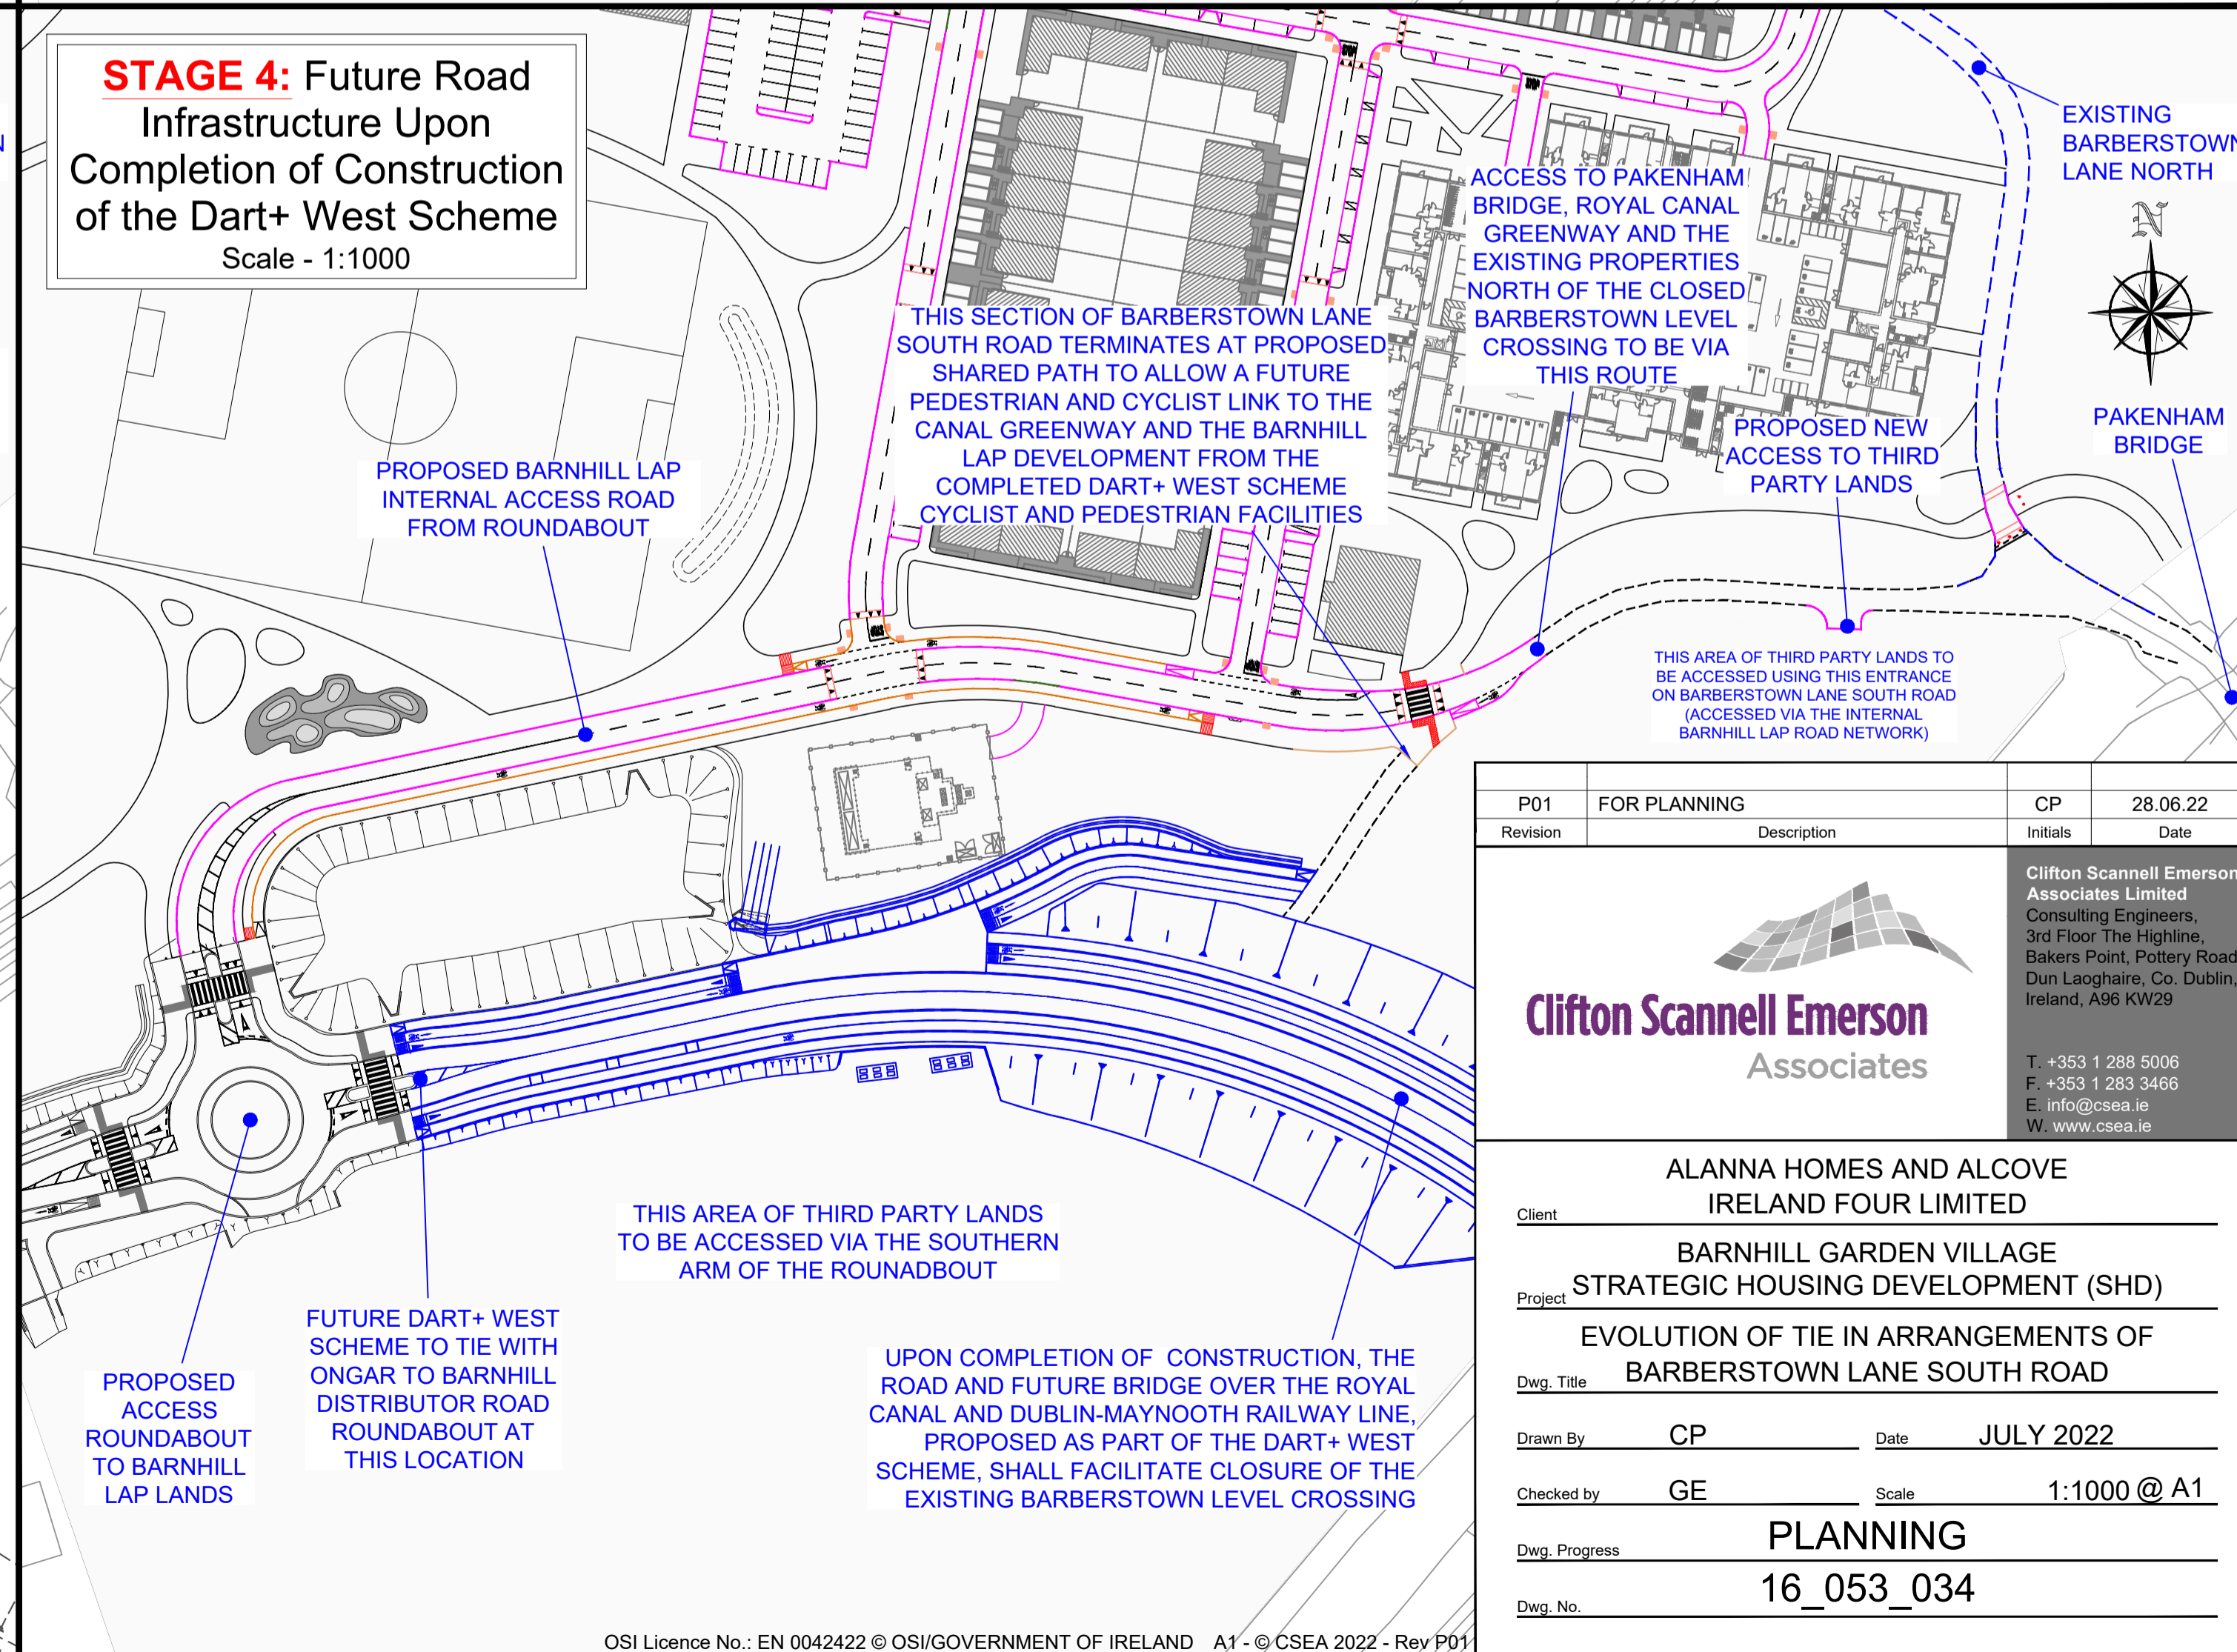 STAGE 4: Future Road
Infrastructure Upon
Completion of Construction
of the Dart+ West Scheme
Scale - 1:1000
EXISTING
BARBERSTOWN
LANE NORTH
N
PAKENHAM
BRIDGE
ACCESS TO PAKENHAM
BRIDGE, ROYAL CANAL
GREENWAY AND THE
EXISTING PROPERTIES
NORTH OF THE CLOSED
BARBERSTOWN LEVEL
CROSSING TO BE VIA
THIS ROUTE
THIS SECTION OF BARBERSTOWN LANE
SOUTH ROAD TERMINATES AT PROPOSED
SHARED PATH TO ALLOW A FUTURE
PEDESTRIAN AND CYCLIST LINK TO THE
CANAL GREENWAY AND THE BARNHILL
LAP DEVELOPMENT FROM THE
COMPLETED DART+ WEST SCHEME
CYCLIST AND PEDESTRIAN FACILITIES
PROPOSED NEW
ACCESS TO THIRD
PARTY LANDS
PROPOSED BARNHILL LAP
INTERNAL ACCESS ROAD
FROM ROUNDABOUT
THIS AREA OF THIRD PARTY LANDS TO
BE ACCESSED USING THIS ENTRANCE
ON BARBERSTOWN LANE SOUTH ROAD
(ACCESSED VIA THE INTERNAL
BARNHILL LAP ROAD NETWORK)
THIS AREA OF THIRD PARTY LANDS
TO BE ACCESSED VIA THE SOUTHERN
ARM OF THE ROUNADBOUT
FUTURE DART+ WEST
SCHEME TO TIE WITH
ONGAR TO BARNHILL
DISTRIBUTOR ROAD
ROUNDABOUT AT
THIS LOCATION
PROPOSED
ACCESS
ROUNDABOUT
TO BARNHILL
LAP LANDS
UPON COMPLETION OF CONSTRUCTION, THE
ROAD AND FUTURE BRIDGE OVER THE ROYAL
CANAL AND DUBLIN-MAYNOOTH RAILWAY LINE,
PROPOSED AS PART OF THE DART+ WEST
SCHEME, SHALL FACILITATE CLOSURE OF THE
EXISTING BARBERSTOWN LEVEL CROSSING
P01 FOR PLANNING CP 28.06.22
Revision Description Initials Date
Clifton Scannell Emerson
Associates
Clifton Scannell Emerson
Associates Limited
Consulting Engineers,
3rd Floor The Highline,
Bakers Point, Pottery Road
Dun Laoghaire, Co. Dublin,
Ireland, A96 KW29
T. +353 1 288 5006
F. +353 1 283 3466
E. info@csea.ie
W. www.csea.ie
Client ALANNA HOMES AND ALCOVE
IRELAND FOUR LIMITED
Project BARNHILL GARDEN VILLAGE
STRATEGIC HOUSING DEVELOPMENT (SHD)
Dwg. Title EVOLUTION OF TIE IN ARRANGEMENTS OF
BARBERSTOWN LANE SOUTH ROAD
Drawn By CP Date JULY 2022
Checked by GE Scale 1:1000 @ A1
Dwg. Progress PLANNING
Dwg. No. 16_053_034
OSI Licence No.: EN 0042422 © OSI/GOVERNMENT OF IRELAND A1 - © CSEA 2022 - Rev P01